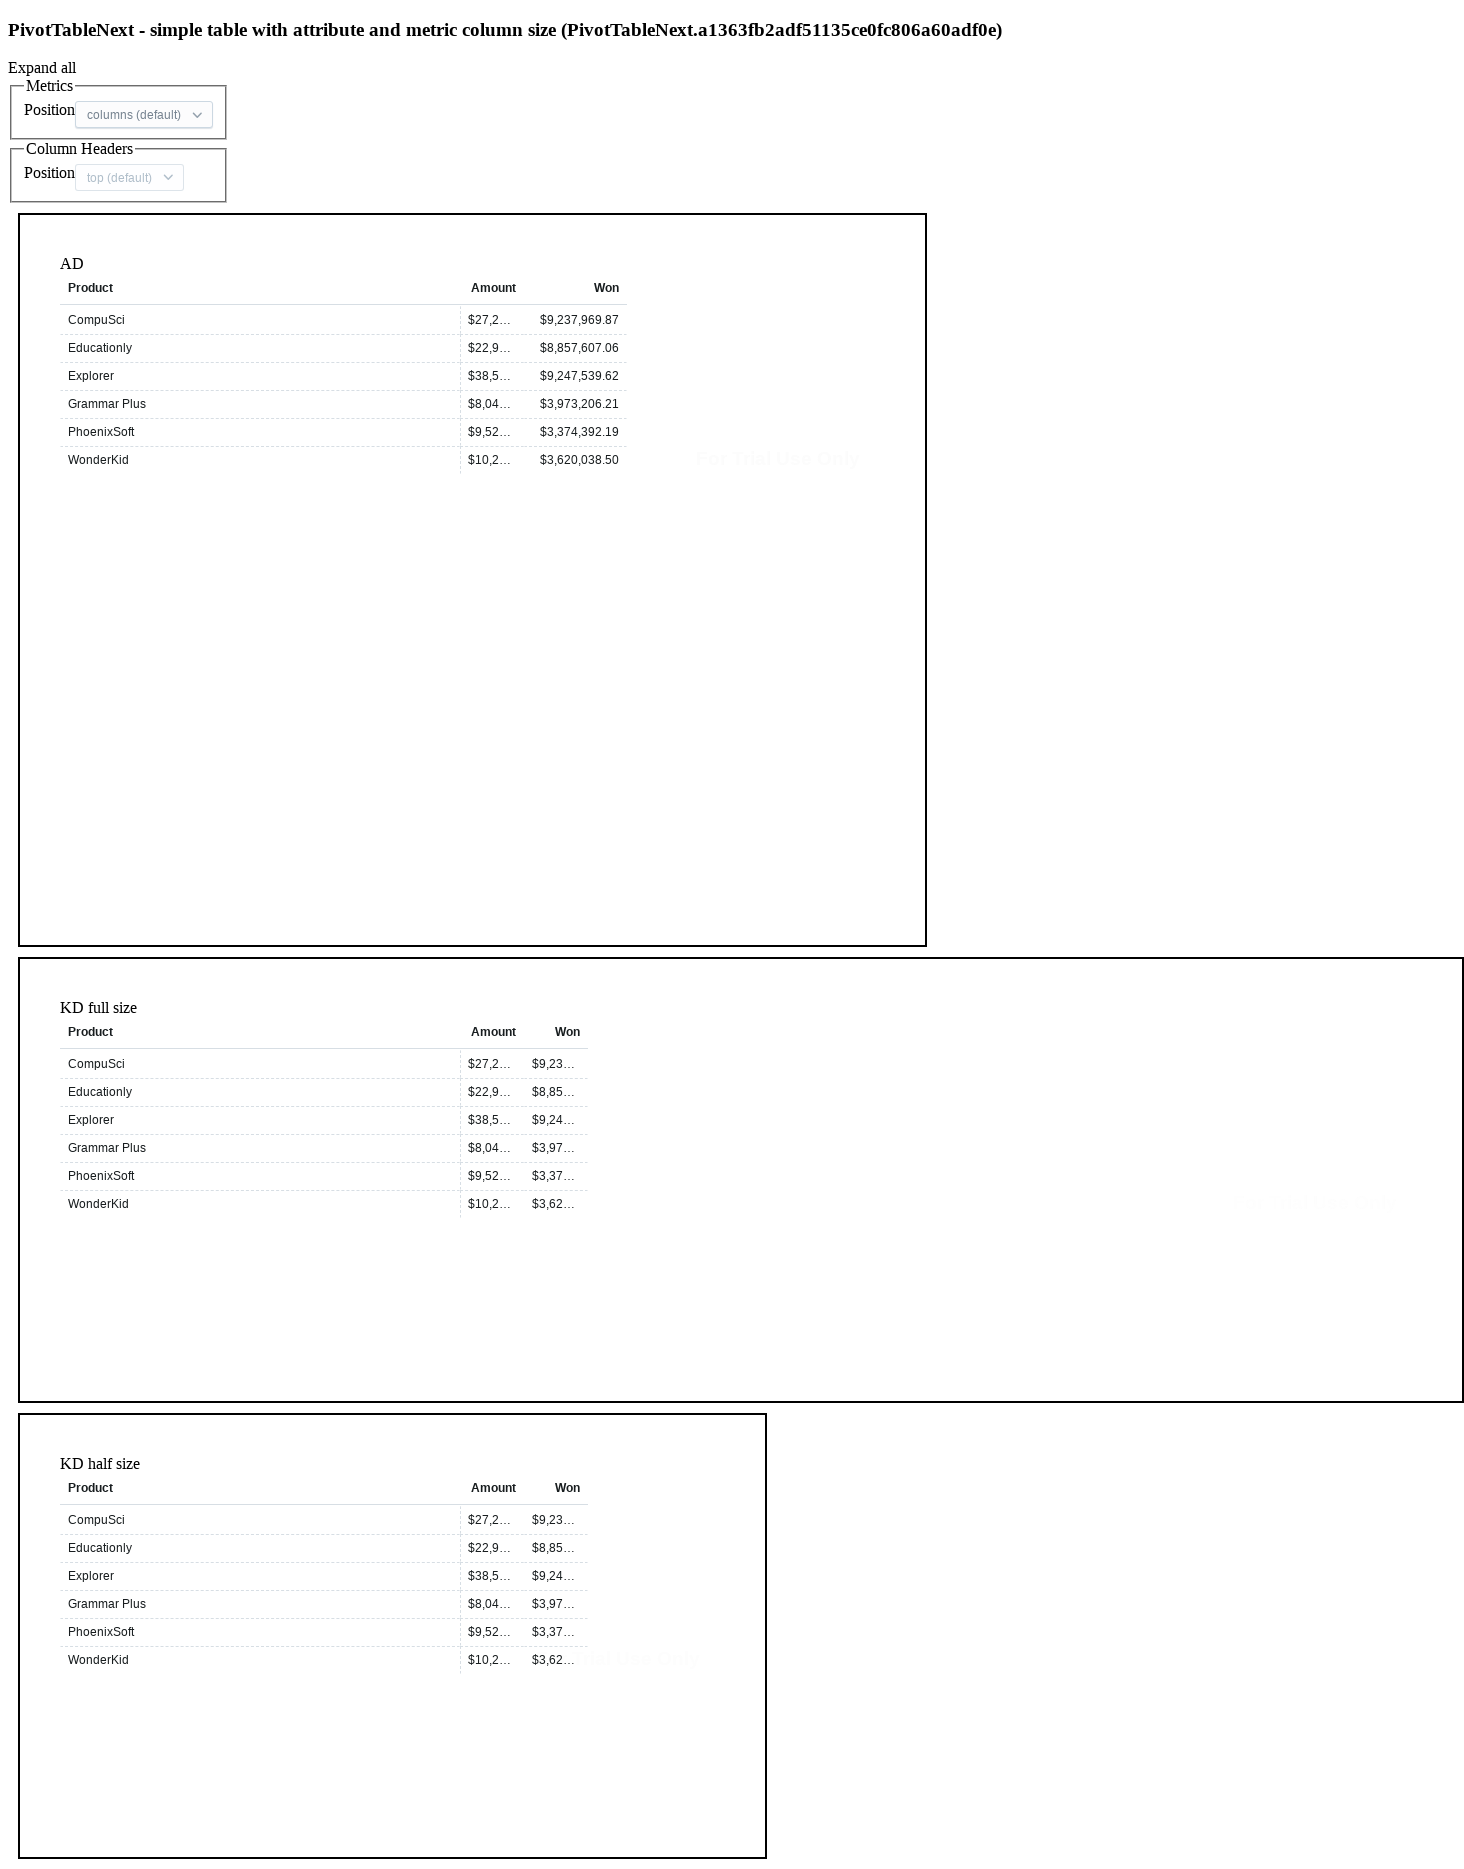 PivotTableNext - simple table with attribute and metric column size (PivotTableNext.a1363fb2adf51135ce0fc806a60adf0e)
Expand all
Metrics
Position columns (default)
Column Headers
Position top (default)
AD
Product Amount Won
CompuSci $27,2… $9,237,969.87
Educationly $22,9… $8,857,607.06
Explorer $38,5… $9,247,539.62
Grammar Plus $8,04… $3,973,206.21
PhoenixSoft $9,52… $3,374,392.19
WonderKid $10,2… $3,620,038.50
For Trial Use Only
KD full size
Product Amount Won
CompuSci $27,2… $9,23…
Educationly $22,9… $8,85…
Explorer $38,5… $9,24…
Grammar Plus $8,04… $3,97…
PhoenixSoft $9,52… $3,37…
WonderKid $10,2… $3,62…
KD half size
Product Amount Won
CompuSci $27,2… $9,23…
Educationly $22,9… $8,85…
Explorer $38,5… $9,24…
Grammar Plus $8,04… $3,97…
PhoenixSoft $9,52… $3,37…
WonderKid $10,2… $3,62…